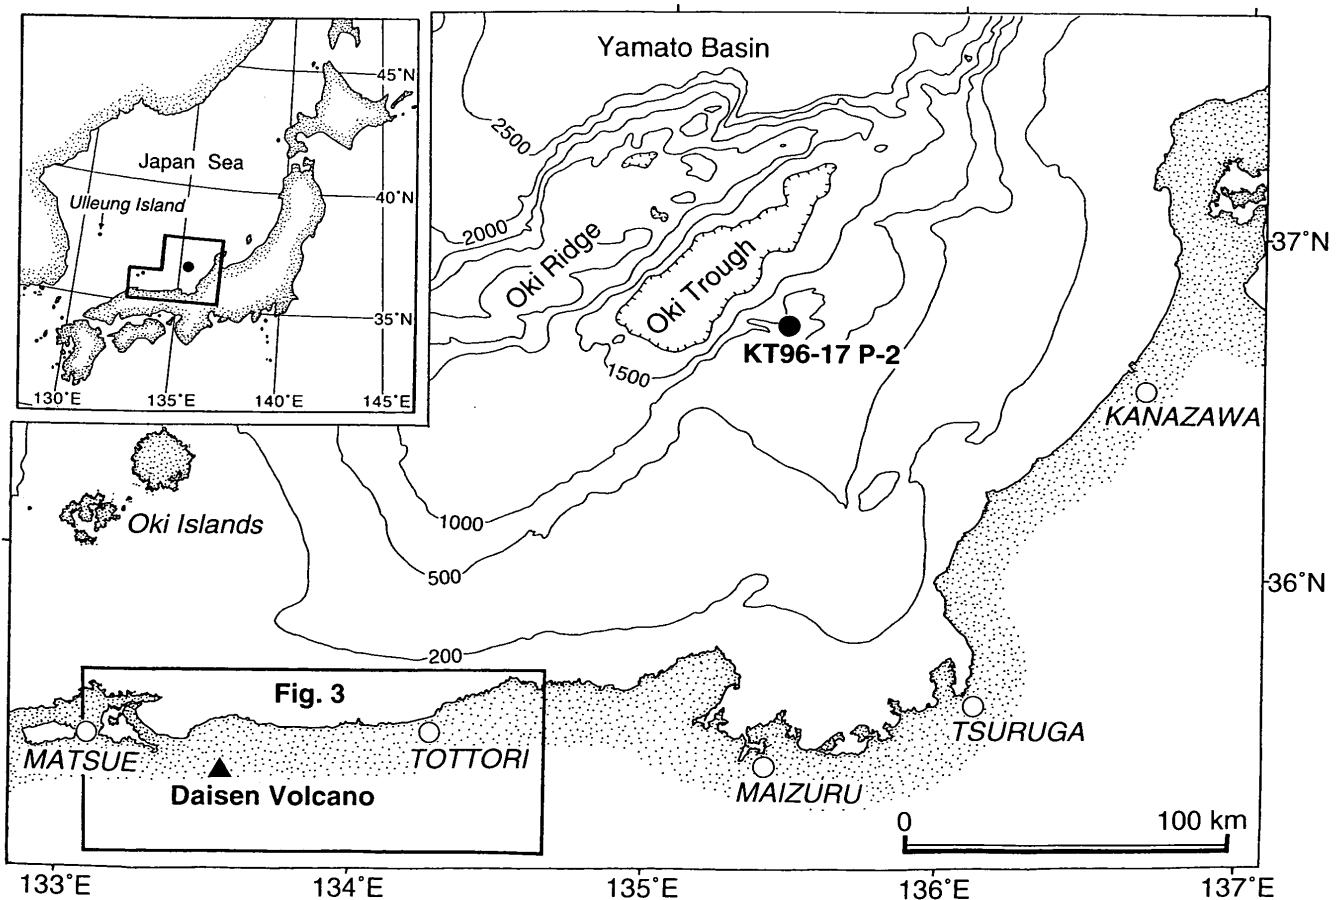 Yamato Basin
45°N
Japan Sea
40°N
Ulleung Island
35°N
130°E
135°E
140°E
145°E
2500
2000
Oki Ridge
Oki Trough
37°N
1500
KT96-17 P-2
KANAZAWA
Oki Islands
1000
500
36°N
200
Fig. 3
MATSUE
TOTTORI
Daisen Volcano
TSURUGA
MAIZURU
0
100 km
133°E
134°E
135°E
136°E
137°E